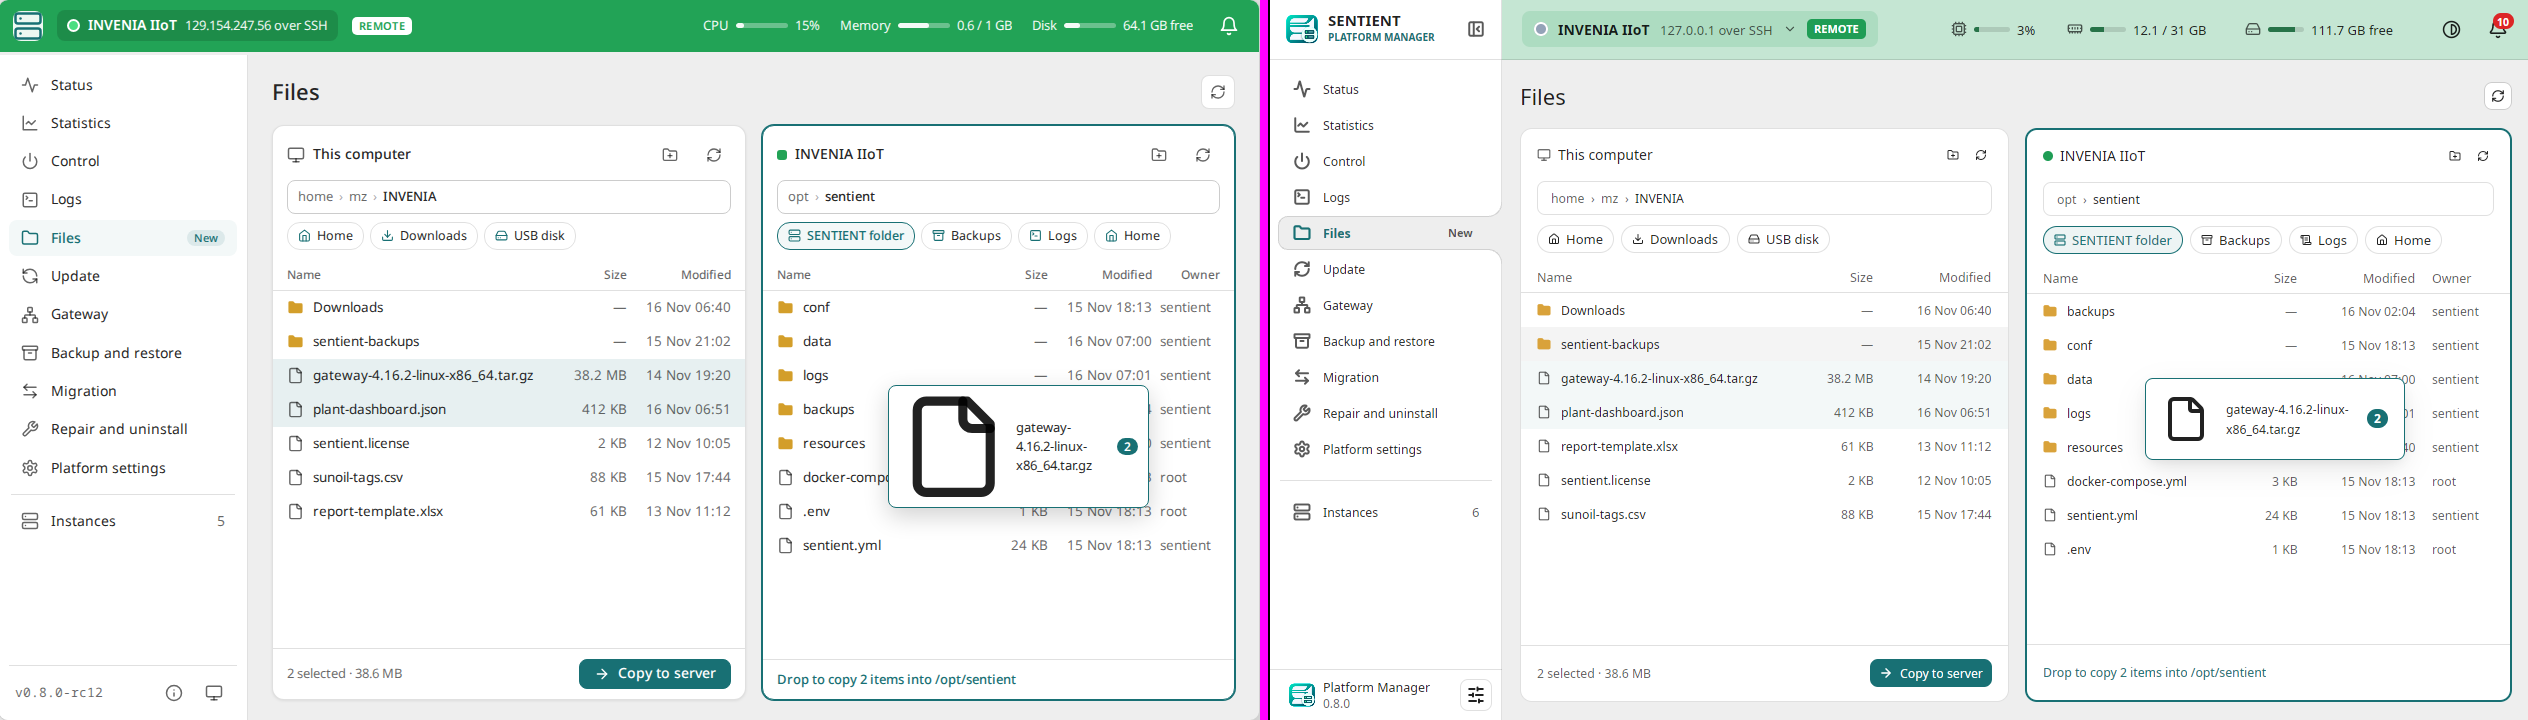 INVENIA IIoT 129.154.247.56 over SSH REMOTE
CPU 15% Memory 0.6 / 1 GB Disk 64.1 GB free
Status
Statistics
Control
Logs
Files New
Update
Gateway
Backup and restore
Migration
Repair and uninstall
Platform settings
Instances 5
v0.8.0-rc12
Files
This computer
home › mz › INVENIA
Home Downloads USB disk
Name Size Modified
Downloads — 16 Nov 06:40
sentient-backups — 15 Nov 21:02
gateway-4.16.2-linux-x86_64.tar.gz 38.2 MB 14 Nov 19:20
plant-dashboard.json 412 KB 16 Nov 06:51
sentient.license 2 KB 12 Nov 10:05
sunoil-tags.csv 88 KB 15 Nov 17:44
report-template.xlsx 61 KB 13 Nov 11:12
2 selected · 38.6 MB Copy to server
INVENIA IIoT
opt › sentient
SENTIENT folder Backups Logs Home
Name Size Modified Owner
conf — 15 Nov 18:13 sentient
data — 16 Nov 07:00 sentient
logs — 16 Nov 07:01 sentient
backups sentient
resources sentient
docker-comp root
.env 1 KB 15 Nov 18:13 root
sentient.yml 24 KB 15 Nov 18:13 sentient
gateway-
4.16.2-linux-
x86_64.tar.gz
2
Drop to copy 2 items into /opt/sentient
SENTIENT
PLATFORM MANAGER
INVENIA IIoT 127.0.0.1 over SSH REMOTE
3% 12.1 / 31 GB 111.7 GB free 10
Status
Statistics
Control
Logs
Files New
Update
Gateway
Backup and restore
Migration
Repair and uninstall
Platform settings
Instances 6
Platform Manager
0.8.0
Files
This computer
home › mz › INVENIA
Home Downloads USB disk
Name Size Modified
Downloads — 16 Nov 06:40
sentient-backups — 15 Nov 21:02
gateway-4.16.2-linux-x86_64.tar.gz 38.2 MB 14 Nov 19:20
plant-dashboard.json 412 KB 16 Nov 06:51
report-template.xlsx 61 KB 13 Nov 11:12
sentient.license 2 KB 12 Nov 10:05
sunoil-tags.csv 88 KB 15 Nov 17:44
2 selected · 38.6 MB Copy to server
INVENIA IIoT
opt › sentient
SENTIENT folder Backups Logs Home
Name Size Modified Owner
backups — 16 Nov 02:04 sentient
conf — 15 Nov 18:13 sentient
data sentient
logs 01 sentient
resources 40 sentient
docker-compose.yml 3 KB 15 Nov 18:13 root
sentient.yml 24 KB 15 Nov 18:13 sentient
.env 1 KB 15 Nov 18:13 root
gateway-4.16.2-linux-
x86_64.tar.gz
2
Drop to copy 2 items into /opt/sentient